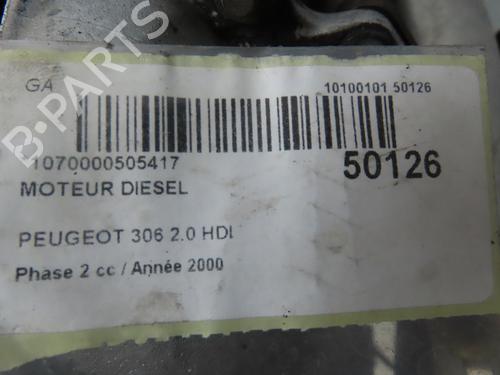 GA
10100101 50126
1070000505417
50126
MOTEUR DIESEL
PEUGEOT 306 2.0 HDI
Phase 2 cc / Année 2000
B-PARTS